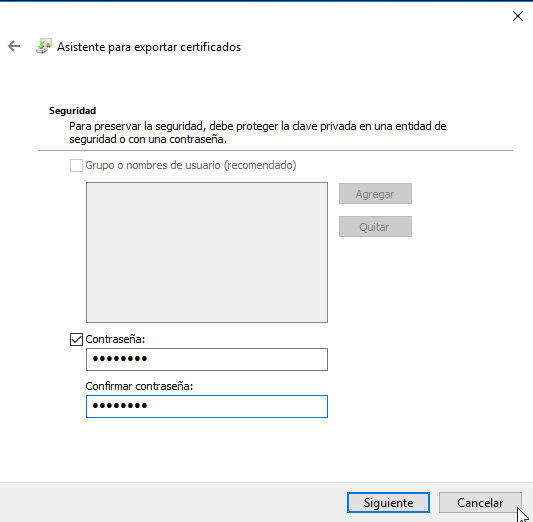 Asistente para exportar certificados
Seguridad
Para preservar la seguridad, debe proteger la clave privada en una entidad de
seguridad o con una contraseña.
Grupo o nombres de usuario (recomendado)
Agregar
Quitar
Contraseña:
••••••••
Confirmar contraseña:
••••••••
Siguiente
Cancelar